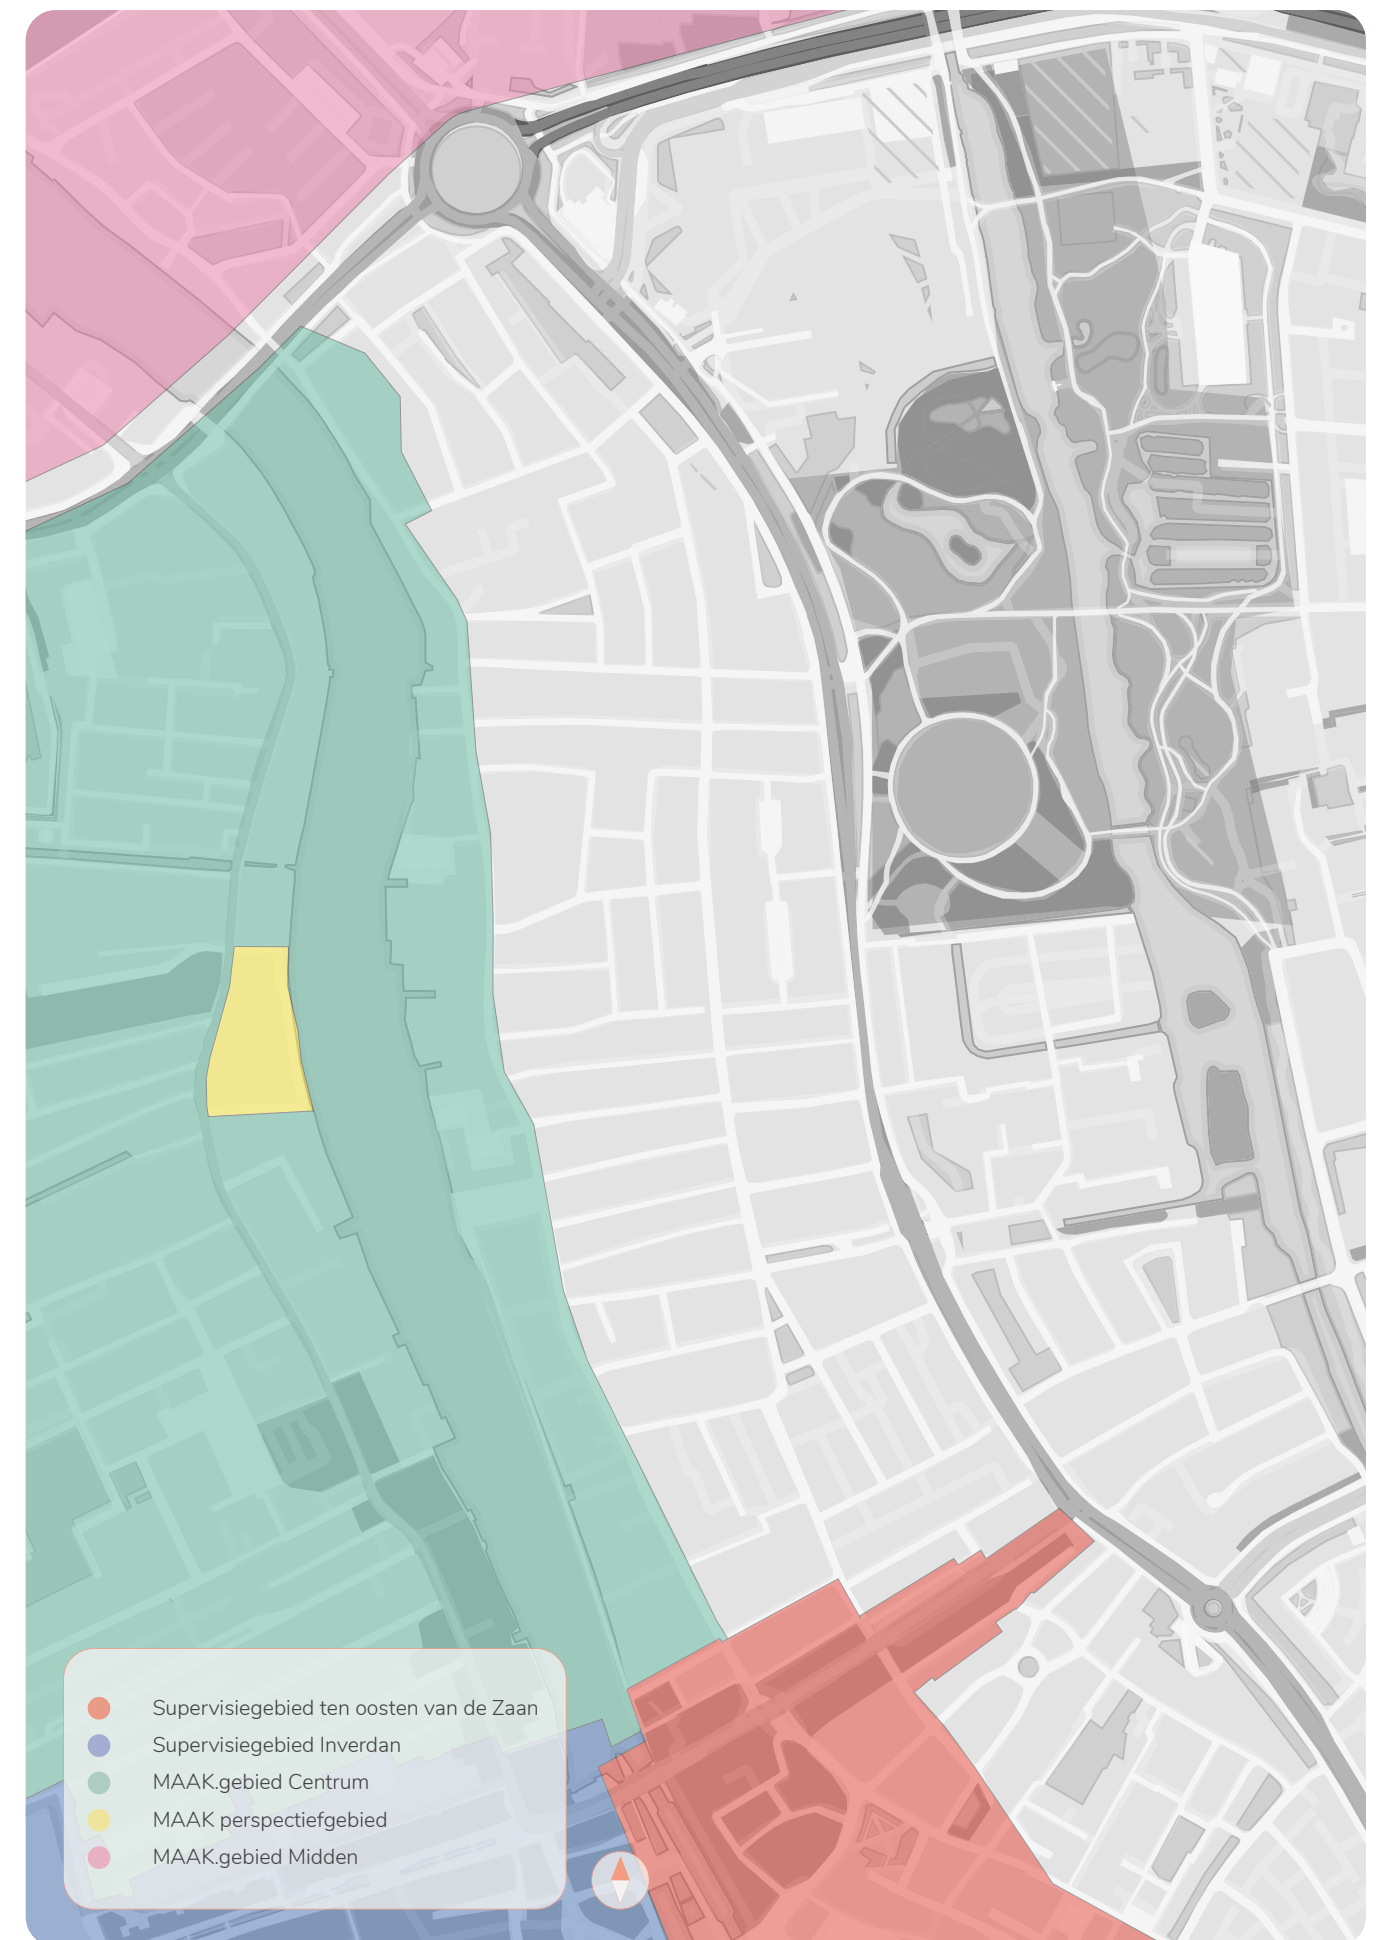 Supervisiegebied ten oosten van de Zaan
Supervisiegebied Inverdan
MAAK.gebied Centrum
MAAK perspectiefgebied
MAAK.gebied Midden